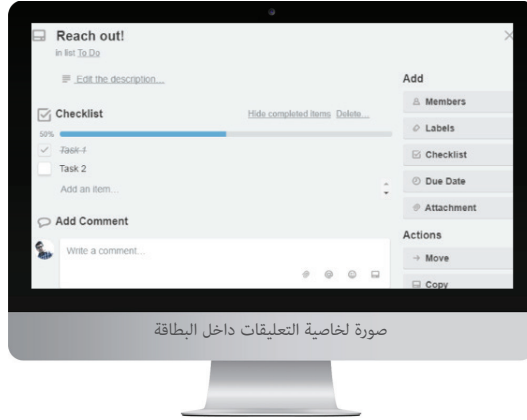 Reach out!
in list To Do
Edit the description...
Checklist
Hide completed items Delete...
50%
Task 1
Task 2
Add an item...
Add Comment
Write a comment...
Add
Members
Labels
Checklist
Due Date
Attachment
Actions
Move
Copy
صورة لخاصية التعليقات داخل البطاقة